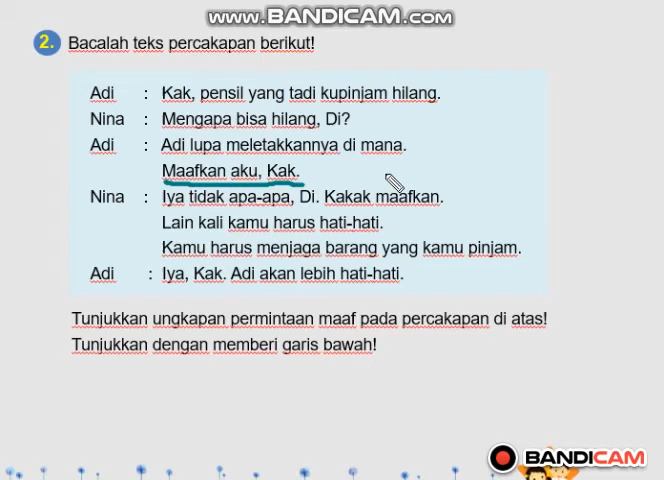 www.BANDICAM.com
2. Bacalah teks percakapan berikut!
Adi : Kak, pensil yang tadi kupinjam hilang.
Nina : Mengapa bisa hilang, Di?
Adi : Adi lupa meletakkannya di mana.
Maafkan aku, Kak.
Nina : Iya tidak apa-apa, Di. Kakak maafkan.
Lain kali kamu harus hati-hati.
Kamu harus menjaga barang yang kamu pinjam.
Adi : Iya, Kak. Adi akan lebih hati-hati.
Tunjukkan ungkapan permintaan maaf pada percakapan di atas!
Tunjukkan dengan memberi garis bawah!
BANDICAM